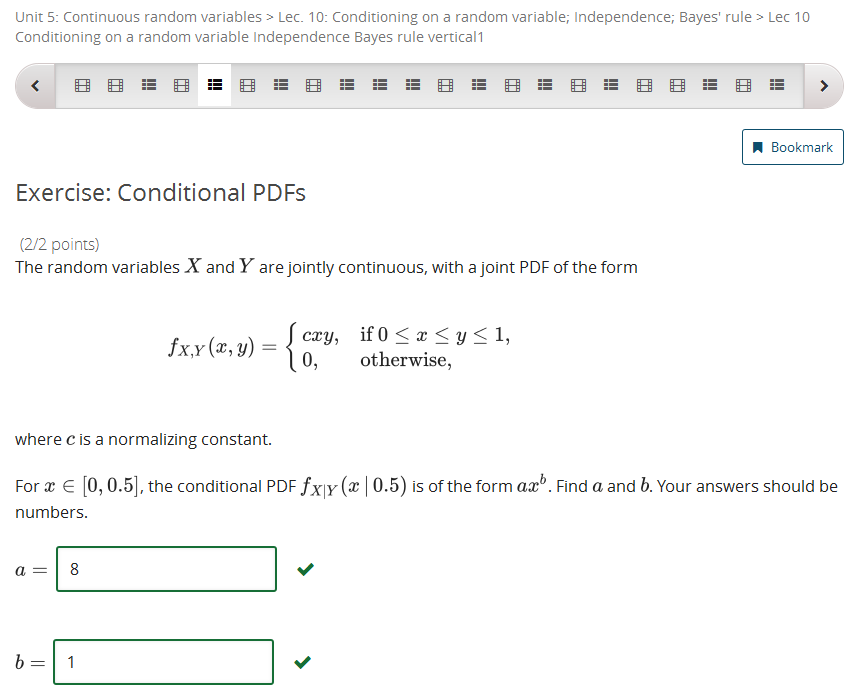 Unit 5: Continuous random variables > Lec. 10: Conditioning on a random variable; Independence; Bayes' rule > Lec 10
Conditioning on a random variable Independence Bayes rule vertical1
Bookmark
Exercise: Conditional PDFs
(2/2 points)
The random variables X and Y are jointly continuous, with a joint PDF of the form
f_{X,Y}(x, y) = { cxy, if 0 ≤ x ≤ y ≤ 1,
0, otherwise,
where c is a normalizing constant.
For x ∈ [0, 0.5], the conditional PDF f_{X|Y}(x | 0.5) is of the form ax^b. Find a and b. Your answers should be
numbers.
a = 8
b = 1